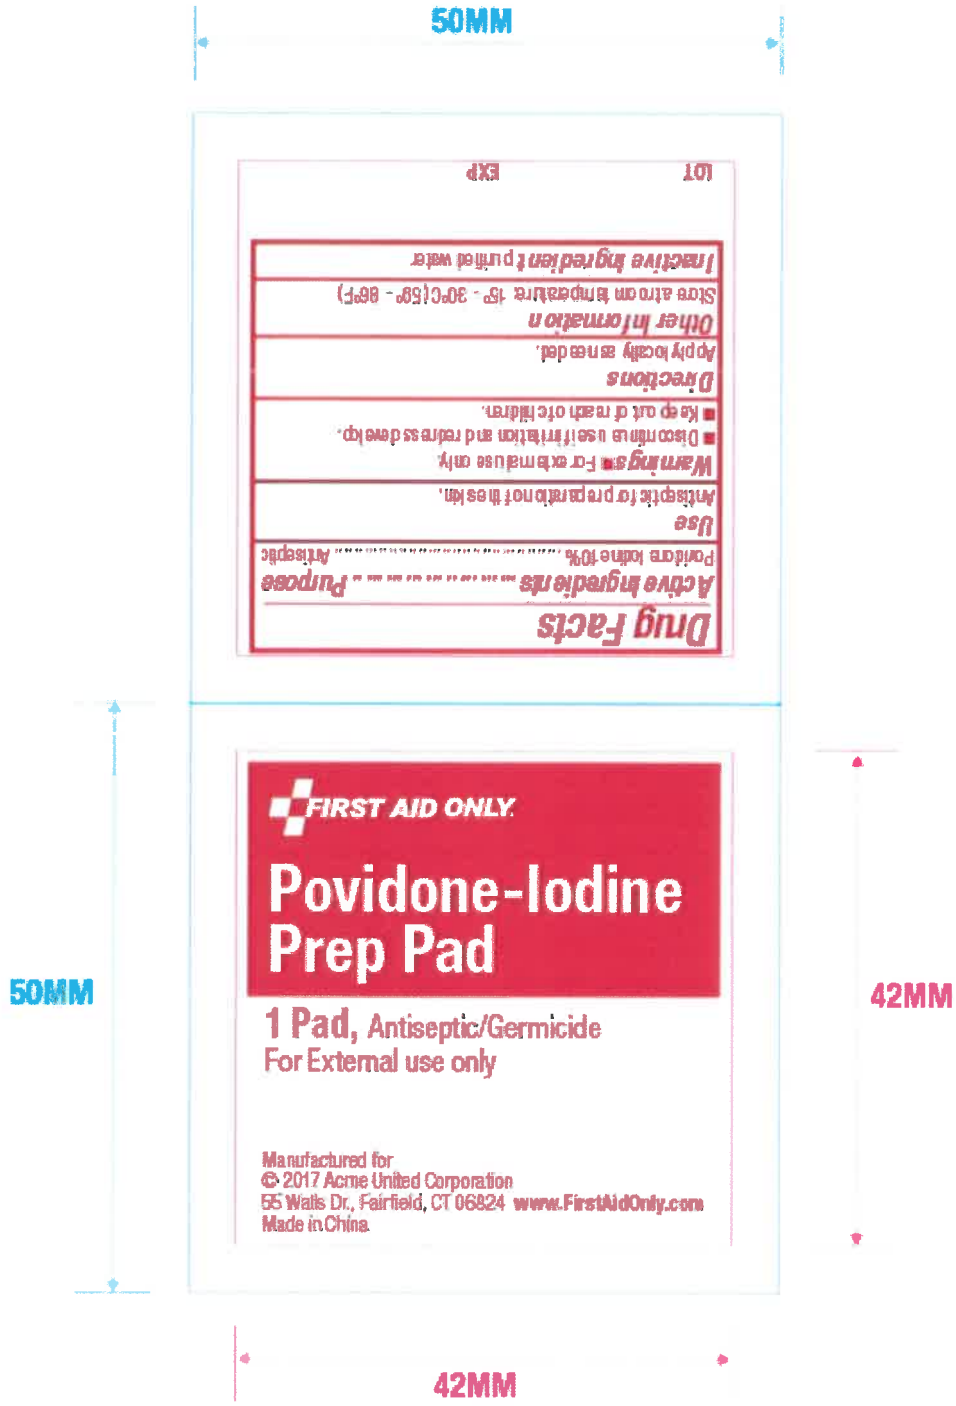 50MM
Drug Facts
Active Ingredients Purpose
Povidone Iodine 10% Antiseptic
Use
Antiseptic for preparation of the skin.
Warnings ■ For external use only.
■ Discontinue use if irritation and redness develop.
■ Keep out of reach of children.
Directions
Apply locally as needed.
Other Information
Store at room temperature: 15° - 30°C (59° - 86°F)
Inactive Ingredient purified water
LOT EXP
FIRST AID ONLY.
Povidone-Iodine
Prep Pad
1 Pad, Antiseptic/Germicide
For External use only
Manufactured for
© 2017 Acme United Corporation
55 Walls Dr., Fairfield, CT 06824 www.FirstAidOnly.com
Made in China
50MM
42MM
42MM